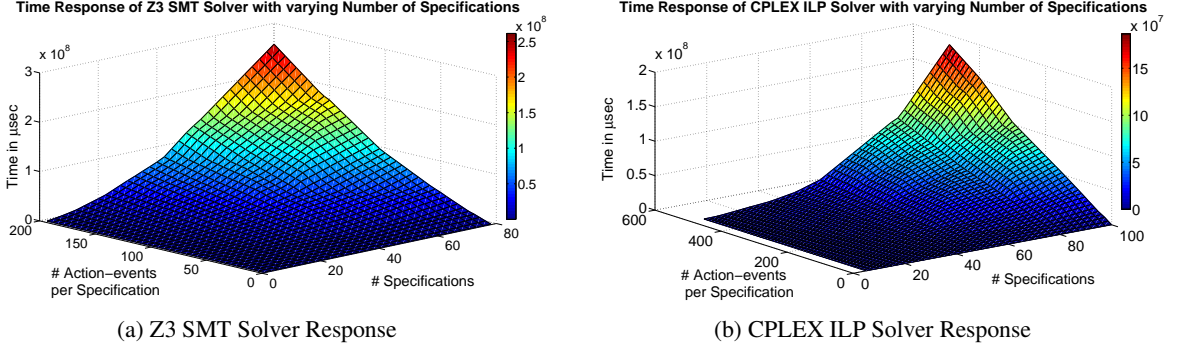 Time Response of Z3 SMT Solver with varying Number of Specifications
x 10^8
3
2
1
0
Time in µsec
200
150
100
50
0
# Action−events
per Specification
0
20
40
60
80
# Specifications
x 10^8
2.5
2
1.5
1
0.5
(a) Z3 SMT Solver Response
Time Response of CPLEX ILP Solver with varying Number of Specifications
x 10^8
2
1.5
1
0.5
0
Time in µsec
600
400
200
0
# Action−events
per Specification
0
20
40
60
80
100
# Specifications
x 10^7
15
10
5
0
(b) CPLEX ILP Solver Response